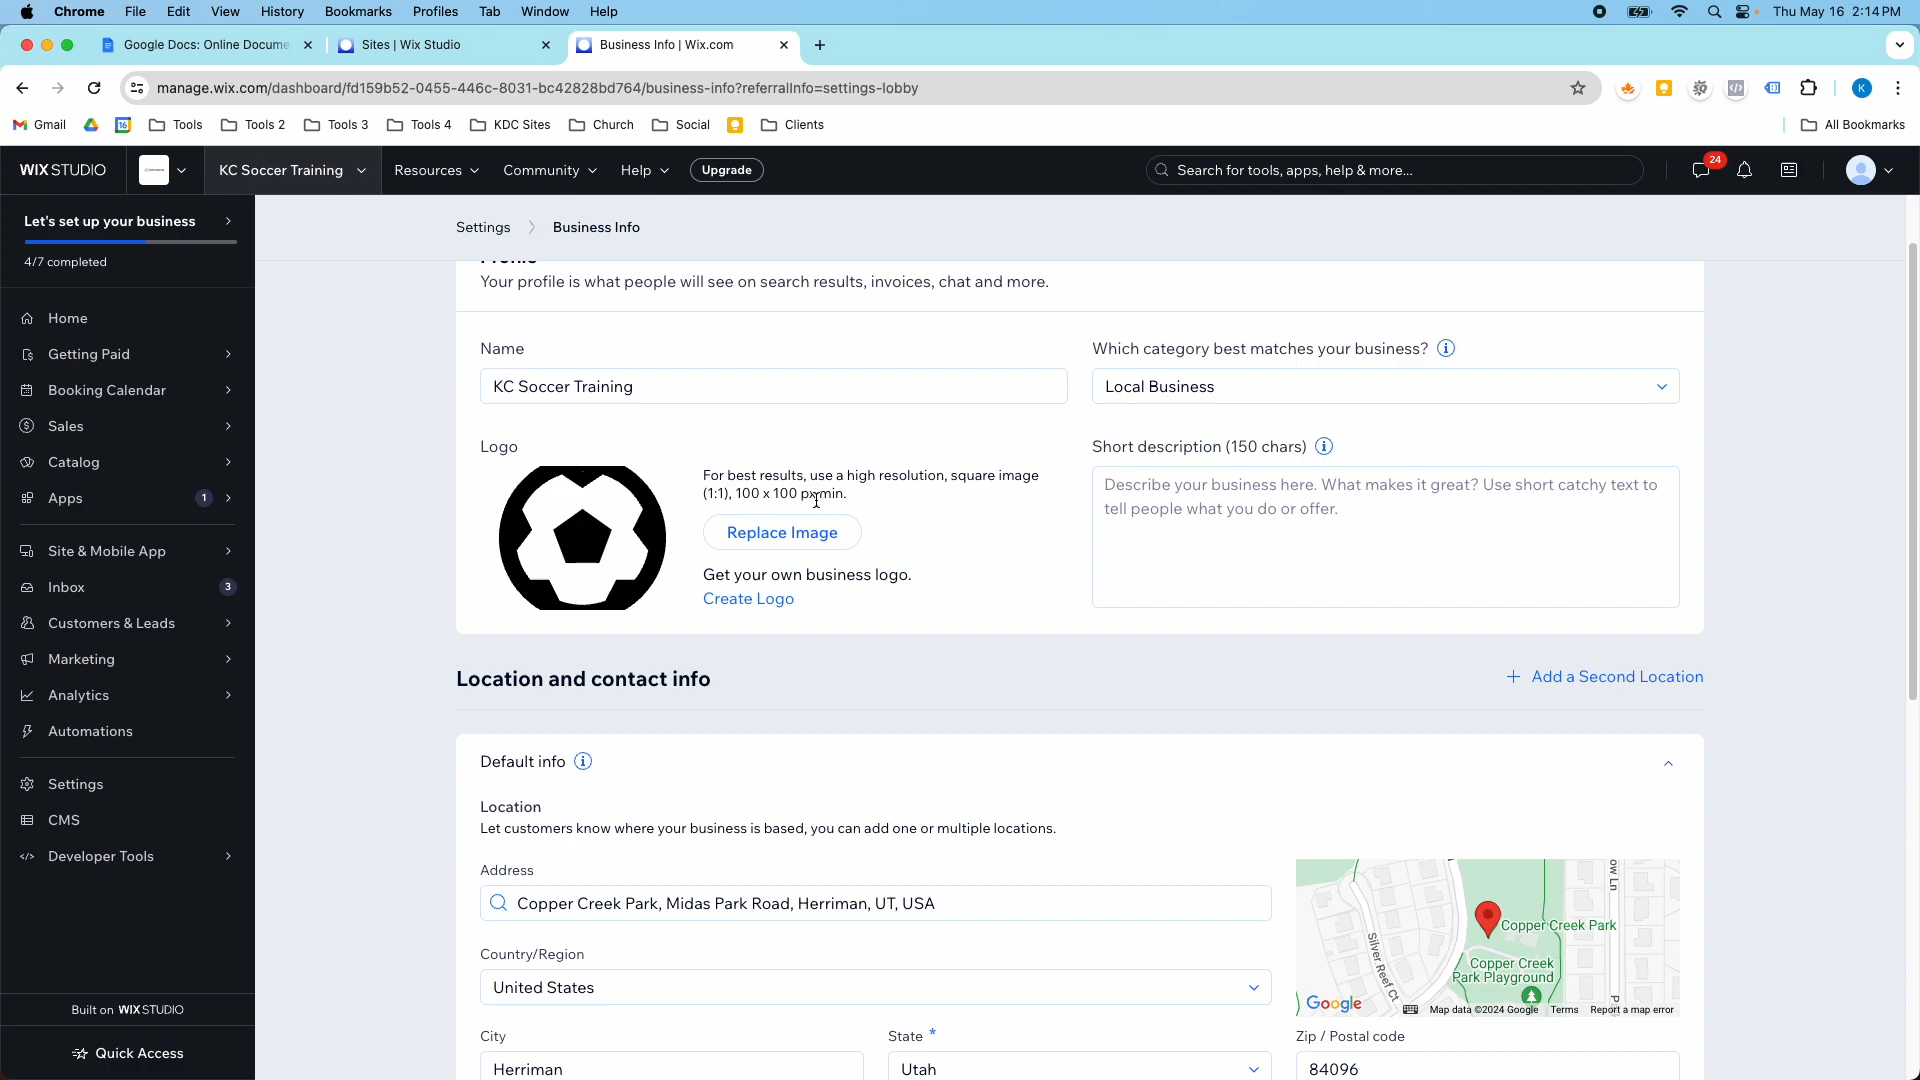 Chrome File Edit View History Bookmarks Profiles Tab Window Help Thu May 16 2:14 PM
Google Docs: Online Docume
Sites | Wix Studio
Business Info | Wix.com
manage.wix.com/dashboard/fd159b52-0455-446c-8031-bc42828bd764/business-info?referralInfo=settings-lobby
K
Gmail
16
Tools
Tools 2
Tools 3
Tools 4
KDC Sites
Church
Social
Clients
All Bookmarks
WIX STUDIO
KC Soccer Training
Resources
Community
Help
Upgrade
Search for tools, apps, help & more...
24
Let's set up your business
4/7 completed
Home
Getting Paid
Booking Calendar
Sales
Catalog
Apps 1
Site & Mobile App
Inbox 3
Customers & Leads
Marketing
Analytics
Automations
Settings
CMS
Developer Tools
Built on WIX STUDIO
Quick Access
Settings
Business Info
Profile
Your profile is what people will see on search results, invoices, chat and more.
Name
KC Soccer Training
Which category best matches your business?
Local Business
Logo
For best results, use a high resolution, square image
(1:1), 100 x 100 px min.
Replace Image
Get your own business logo.
Create Logo
Short description (150 chars)
Describe your business here. What makes it great? Use short catchy text to
tell people what you do or offer.
Location and contact info
+ Add a Second Location
Default info
Location
Let customers know where your business is based, you can add one or multiple locations.
Address
Copper Creek Park, Midas Park Road, Herriman, UT, USA
Country/Region
United States
City
Herriman
State *
Utah
Zip / Postal code
84096
Silver Reef Ct
Copper Creek Park
Copper Creek
Park Playground
ow Ln
Google
Map data ©2024 Google
Terms
Report a map error